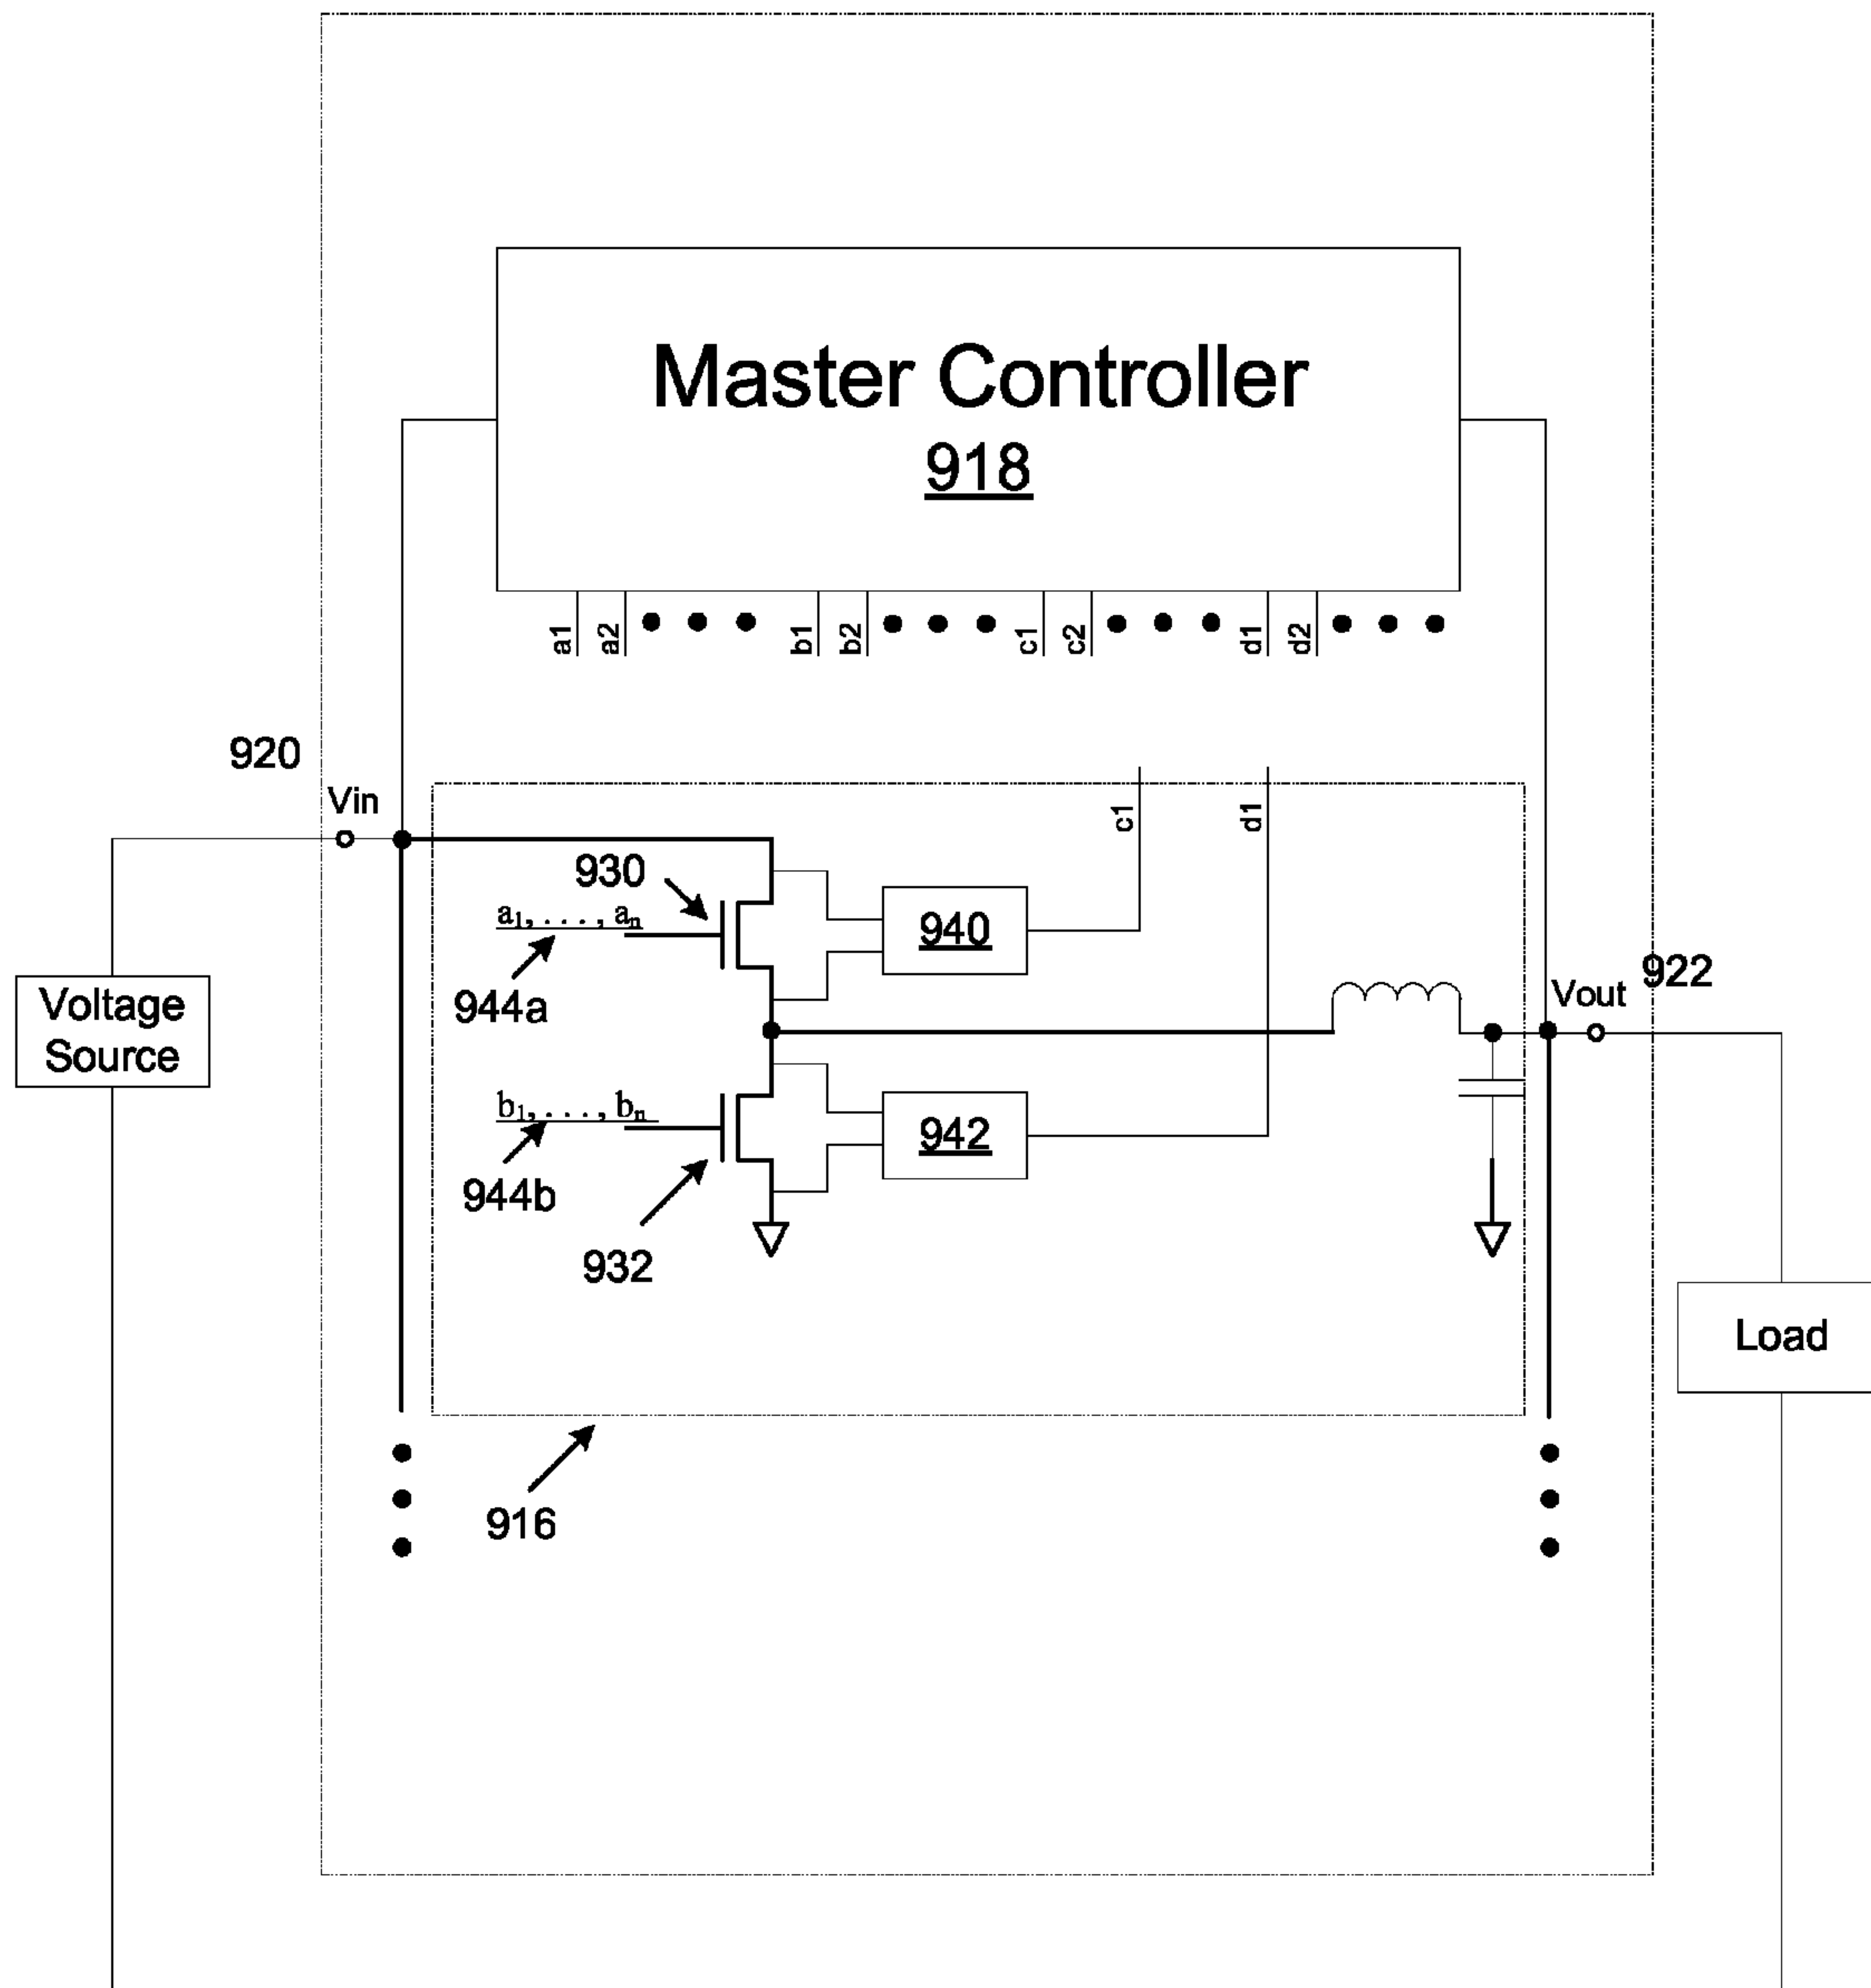 Master Controller
918
a1 a2 b1 b2 c1 c2 d1 d2
920
Vin
c1 d1
930
a₁, . . . , aₙ
940
944a
922
Vout
Voltage
Source
b₁, . . . , bₙ
942
944b
932
Load
916